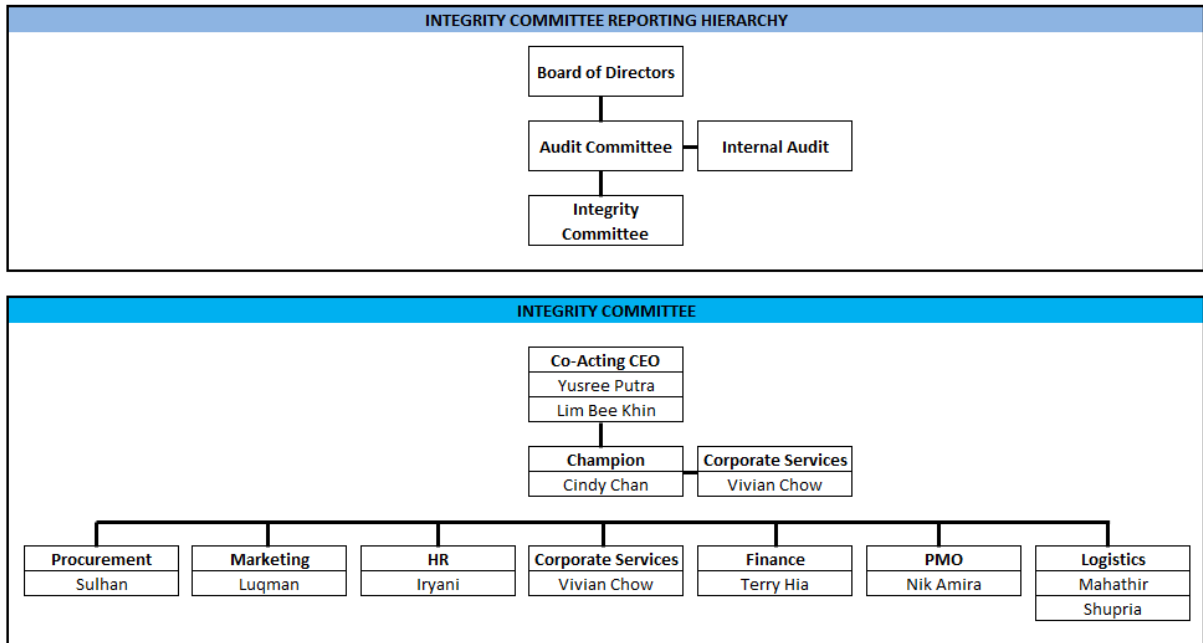 INTEGRITY COMMITTEE REPORTING HIERARCHY
Board of Directors
Audit Committee
Internal Audit
Integrity
Committee
INTEGRITY COMMITTEE
Co-Acting CEO
Yusree Putra
Lim Bee Khin
Champion
Cindy Chan
Corporate Services
Vivian Chow
Procurement
Sulhan
Marketing
Luqman
HR
Iryani
Corporate Services
Vivian Chow
Finance
Terry Hia
PMO
Nik Amira
Logistics
Mahathir
Shupria